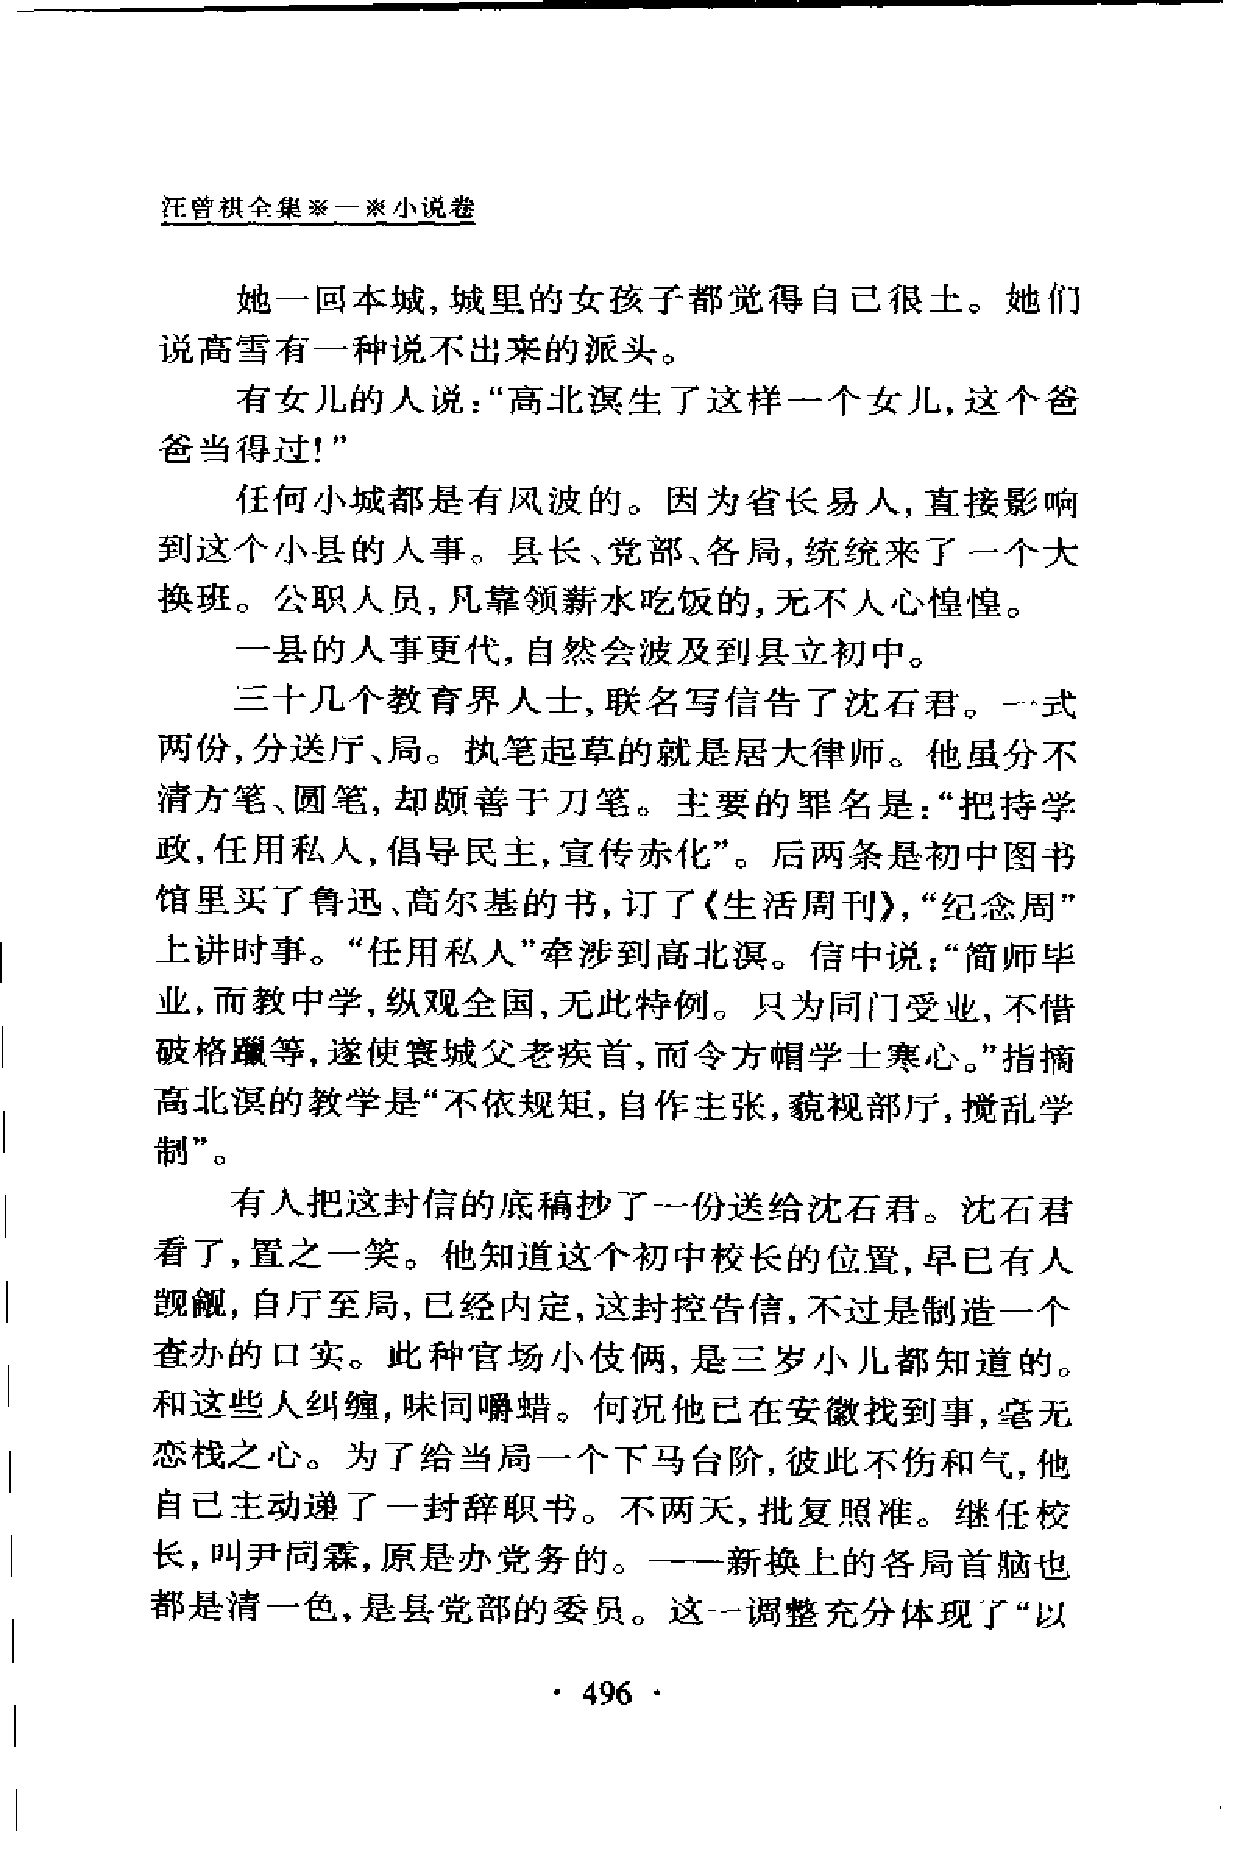 汪曾祺全集※一※小说卷
她一回本城，城里的女孩子都觉得自己很土。她们
说高雪有一种说不出来的派头。
有女儿的人说：“高北溟生了这样一个女儿，这个爸
爸当得过！”
任何小城都是有风波的。因为省长易人，直接影响
到这个小县的人事。县长、党部、各局，统统来了一个大
换班。公职人员，凡靠领薪水吃饭的，无不人心惶惶。
一县的人事更代，自然会波及到县立初中。
三十几个教育界人士，联名写信告了沈石君。一式
两份，分送厅、局。执笔起草的就是居大律师。他虽分不
清方笔、圆笔，却颇善于刀笔。主要的罪名是：“把持学
政，任用私人，倡导民主，宣传赤化”。后两条是初中图书
馆里买了鲁迅、高尔基的书，订了《生活周刊》，“纪念周”
上讲时事。“任用私人”牵涉到高北溟。信中说：“简师毕
业，而教中学，纵观全国，无此特例。只为同门受业，不惜
破格躐等，遂使寰城父老疾首，而令方帽学士寒心。”指摘
高北溟的教学是“不依规矩，自作主张，藐视部厅，搅乱学
制”。
有人把这封信的底稿抄了一份送给沈石君。沈石君
看了，置之一笑。他知道这个初中校长的位置，早已有人
觊觎，自厅至局，已经内定，这封控告信，不过是制造一个
查办的口实。此种官场小伎俩，是三岁小儿都知道的。
和这些人纠缠，味同嚼蜡。何况他已在安徽找到事，毫无
恋栈之心。为了给当局一个下马台阶，彼此不伤和气，他
自己主动递了一封辞职书。不两天，批复照准。继任校
长，叫尹同霖，原是办党务的。——新换上的各局首脑也
都是清一色，是县党部的委员。这一调整充分体现了“以
· 496 ·